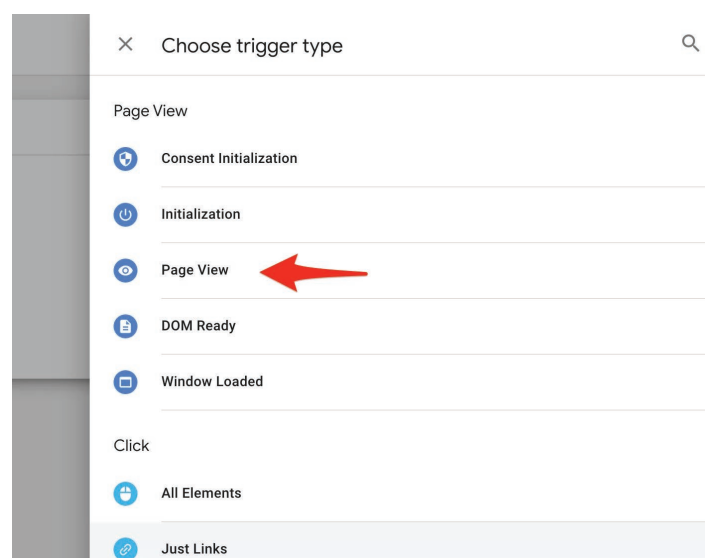 Choose trigger type
Page View
Consent Initialization
Initialization
Page View
DOM Ready
Window Loaded
Click
All Elements
Just Links